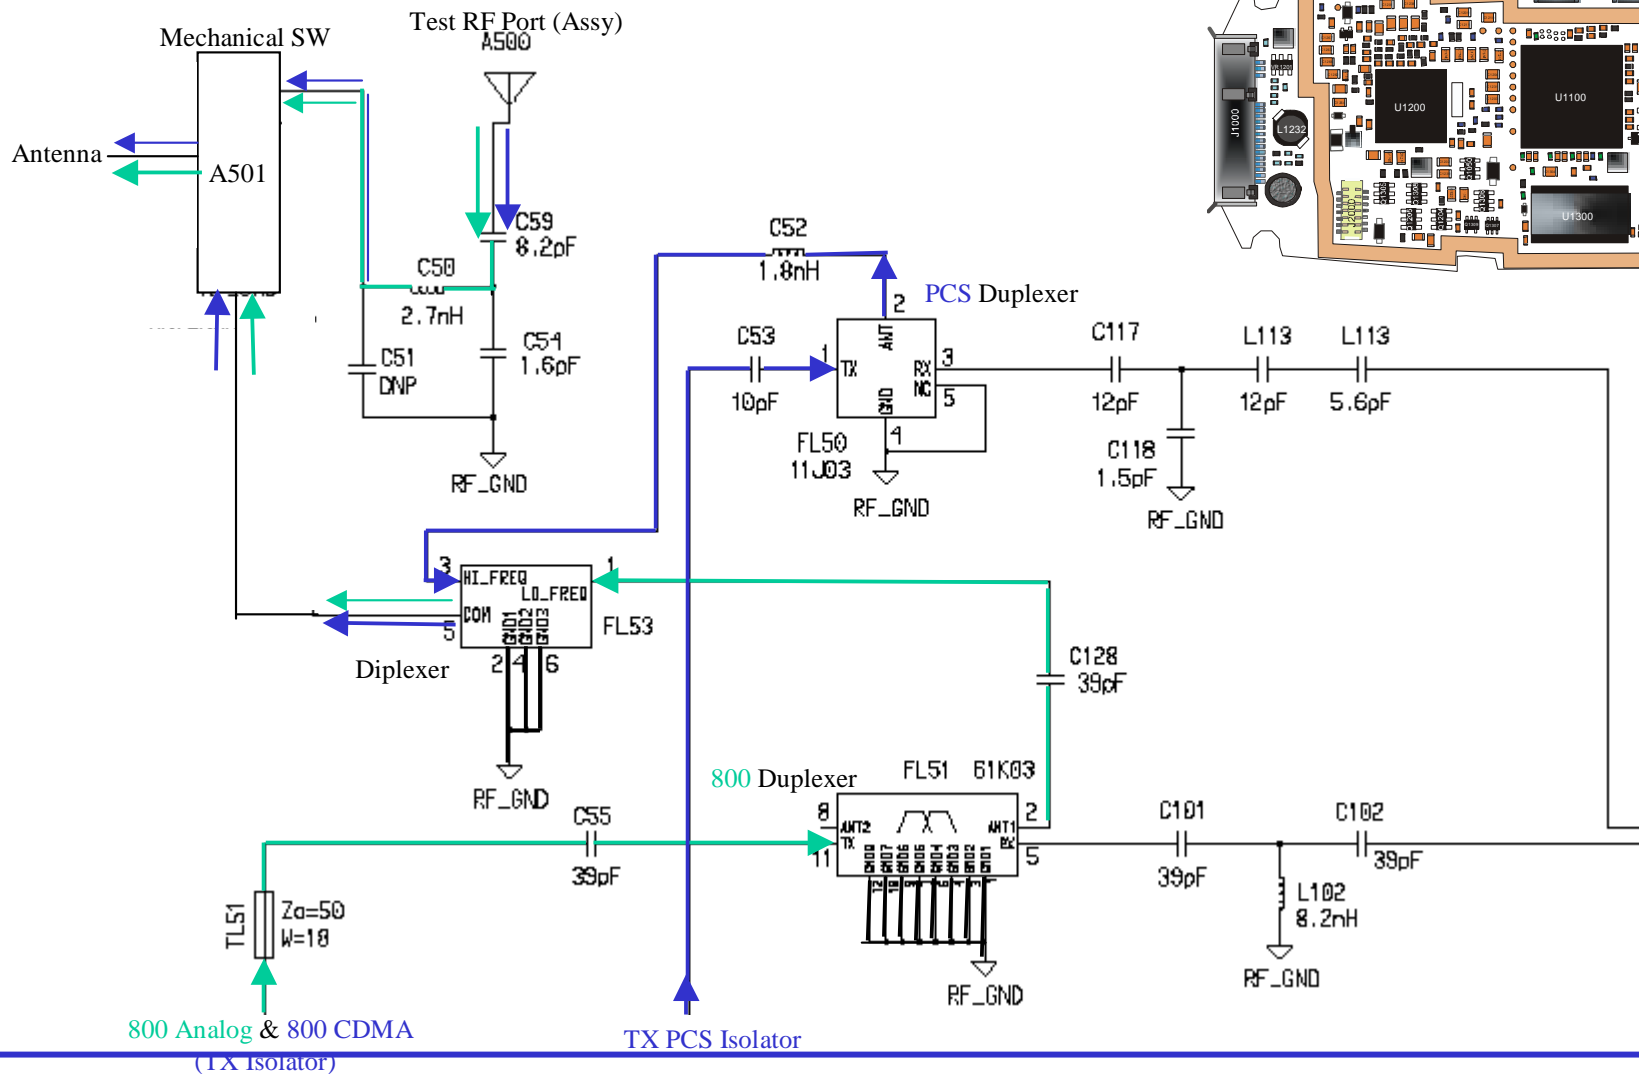 Test RF Port (Assy)
A500
Mechanical SW
Antenna
A501
C59
8.2pF
C50
2.7nH
C51
DNP
C54
1.6pF
RF_GND
C52
1.8nH
PCS Duplexer
2
ANT
C53
10pF
1
TX
RX
NC
3
5
GND
4
FL50
11J03
RF_GND
C117
12pF
L113
12pF
L113
5.6pF
C118
1.5pF
RF_GND
3
HI_FREQ
1
LO_FREQ
COM
5
GND1
GND2
GND3
FL53
2
4
6
Diplexer
RF_GND
C128
39pF
800 Duplexer
FL51 61K03
8
ANT2
TX
11
2
ANT1
RX
5
RF_GND
C55
39pF
TL51
Zo=50
W=18
C101
39pF
C102
39pF
L102
8.2nH
RF_GND
800 Analog & 800 CDMA
(TX Isolator)
TX PCS Isolator
J1000
L1232
U1200
U1100
U1300